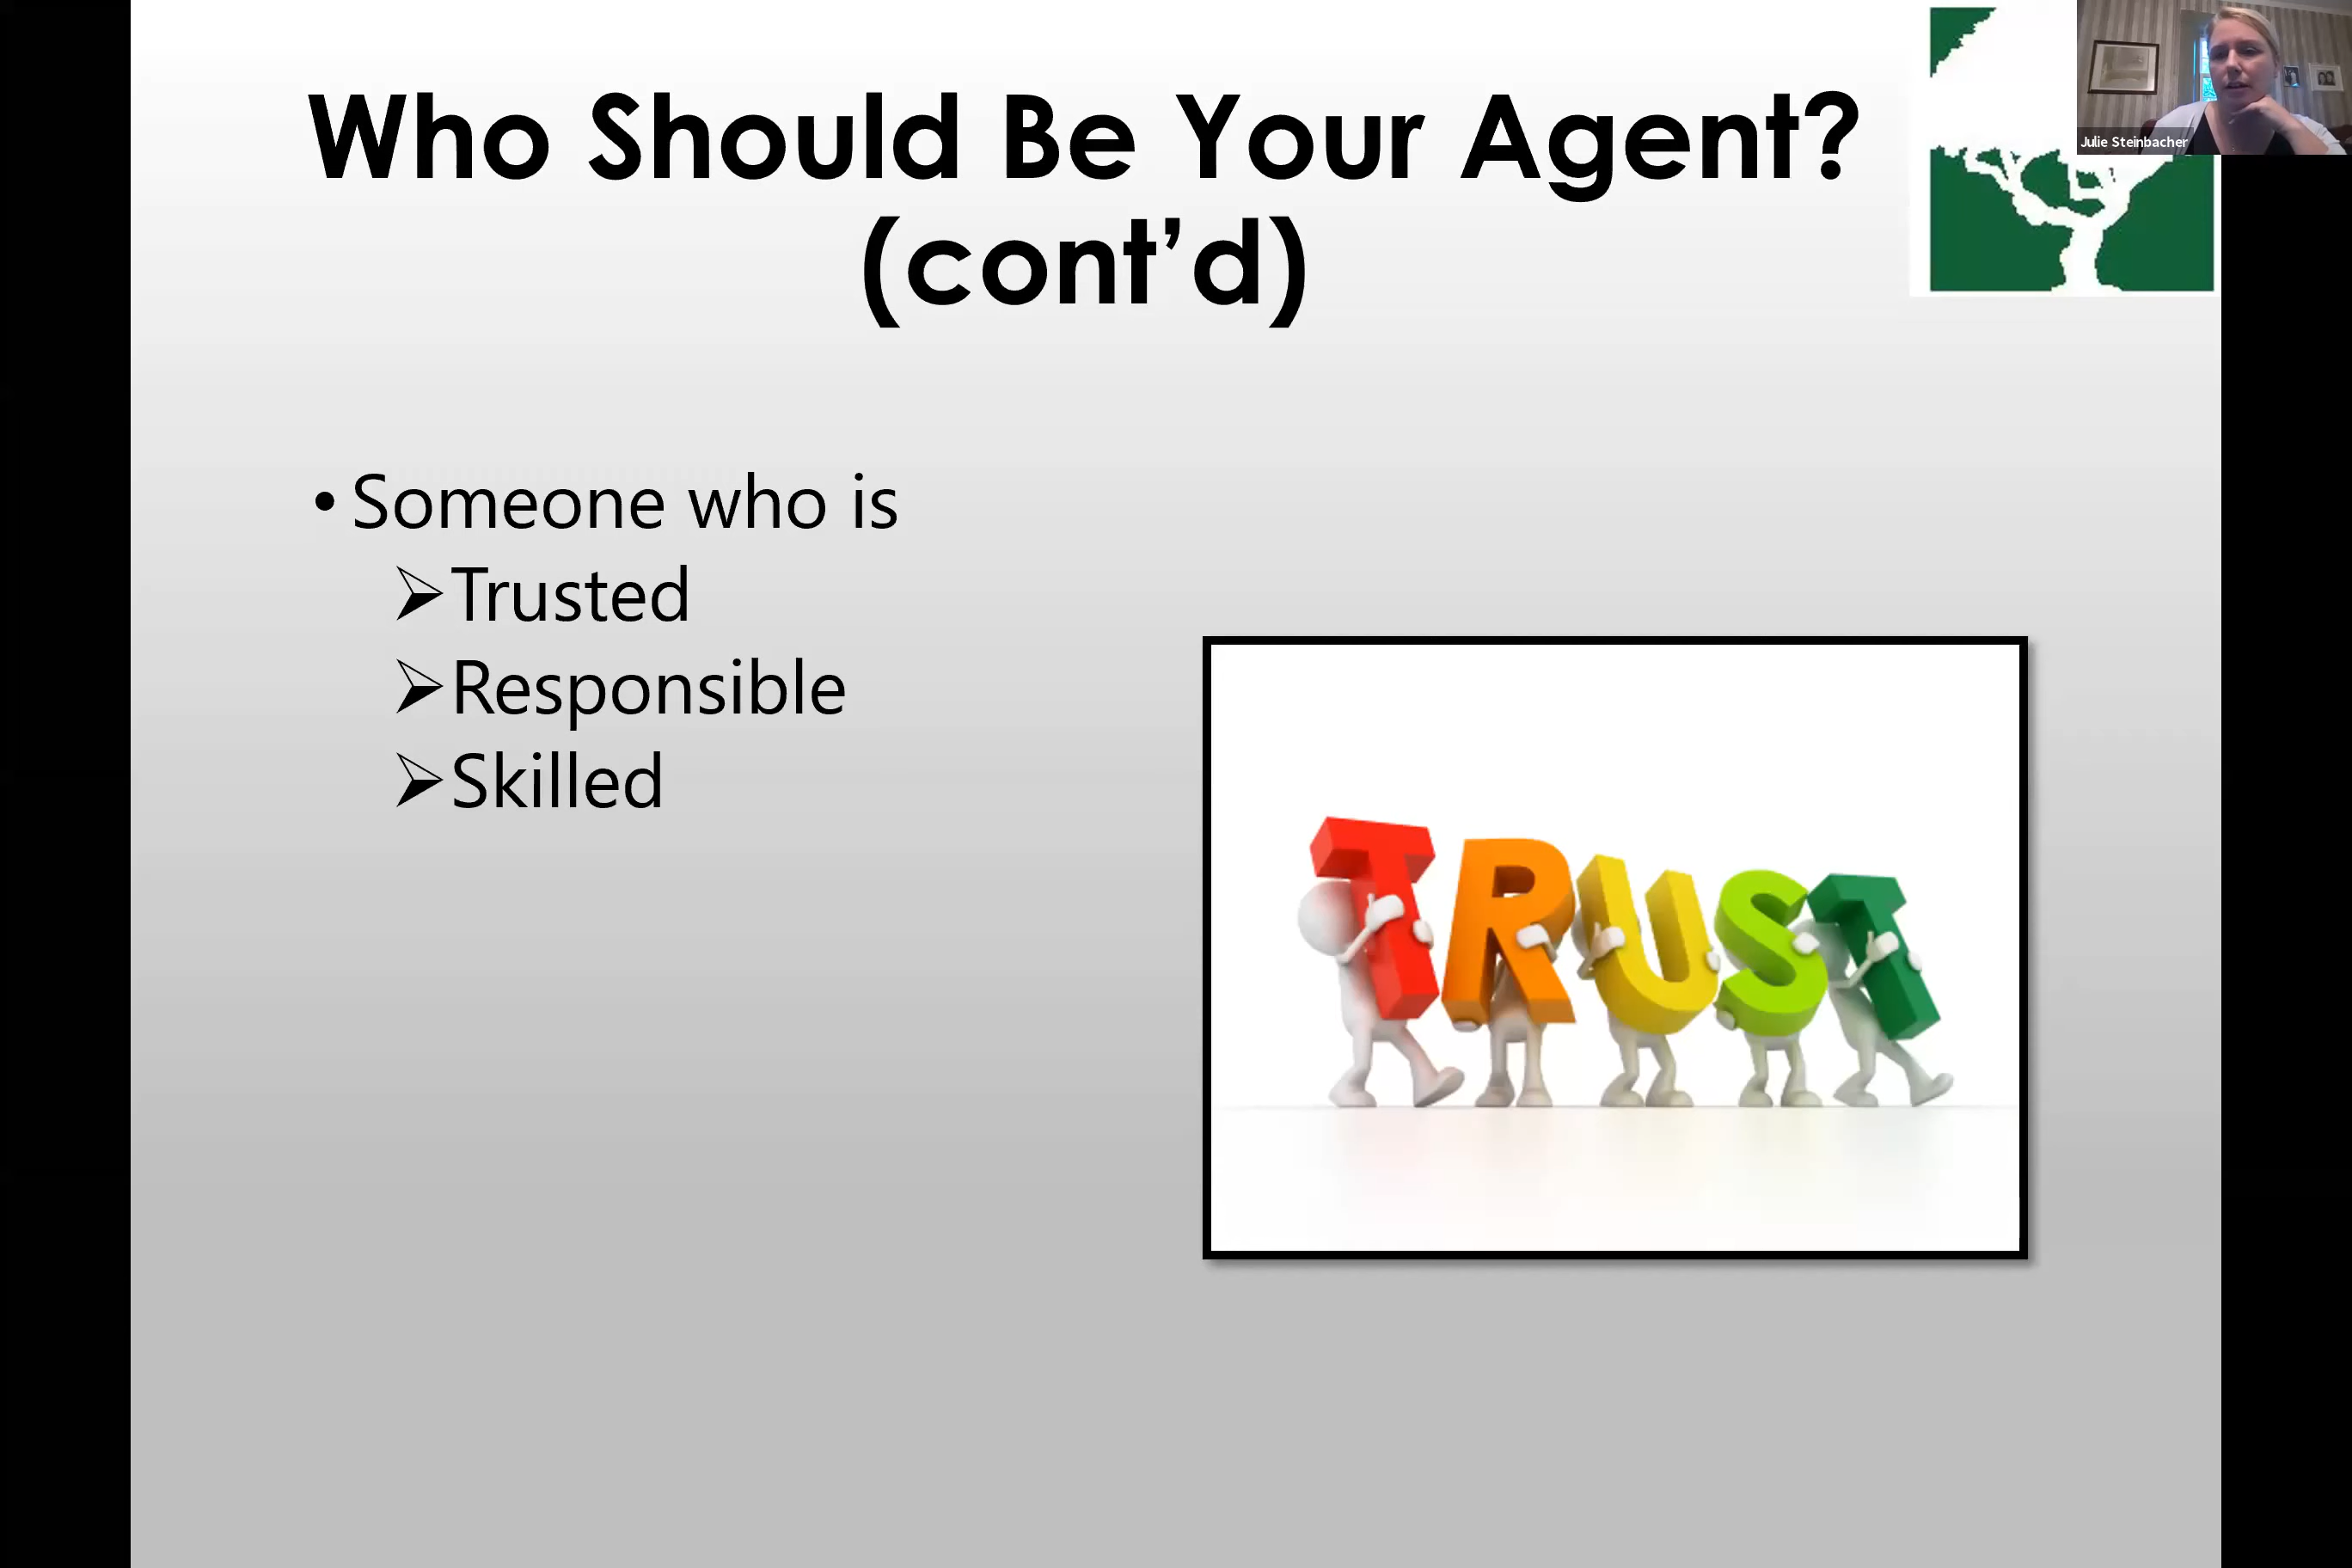 Who Should Be Your Agent?
(cont’d)
Julie Steinbacher
• Someone who is
➢ Trusted
➢ Responsible
➢ Skilled
TRUST